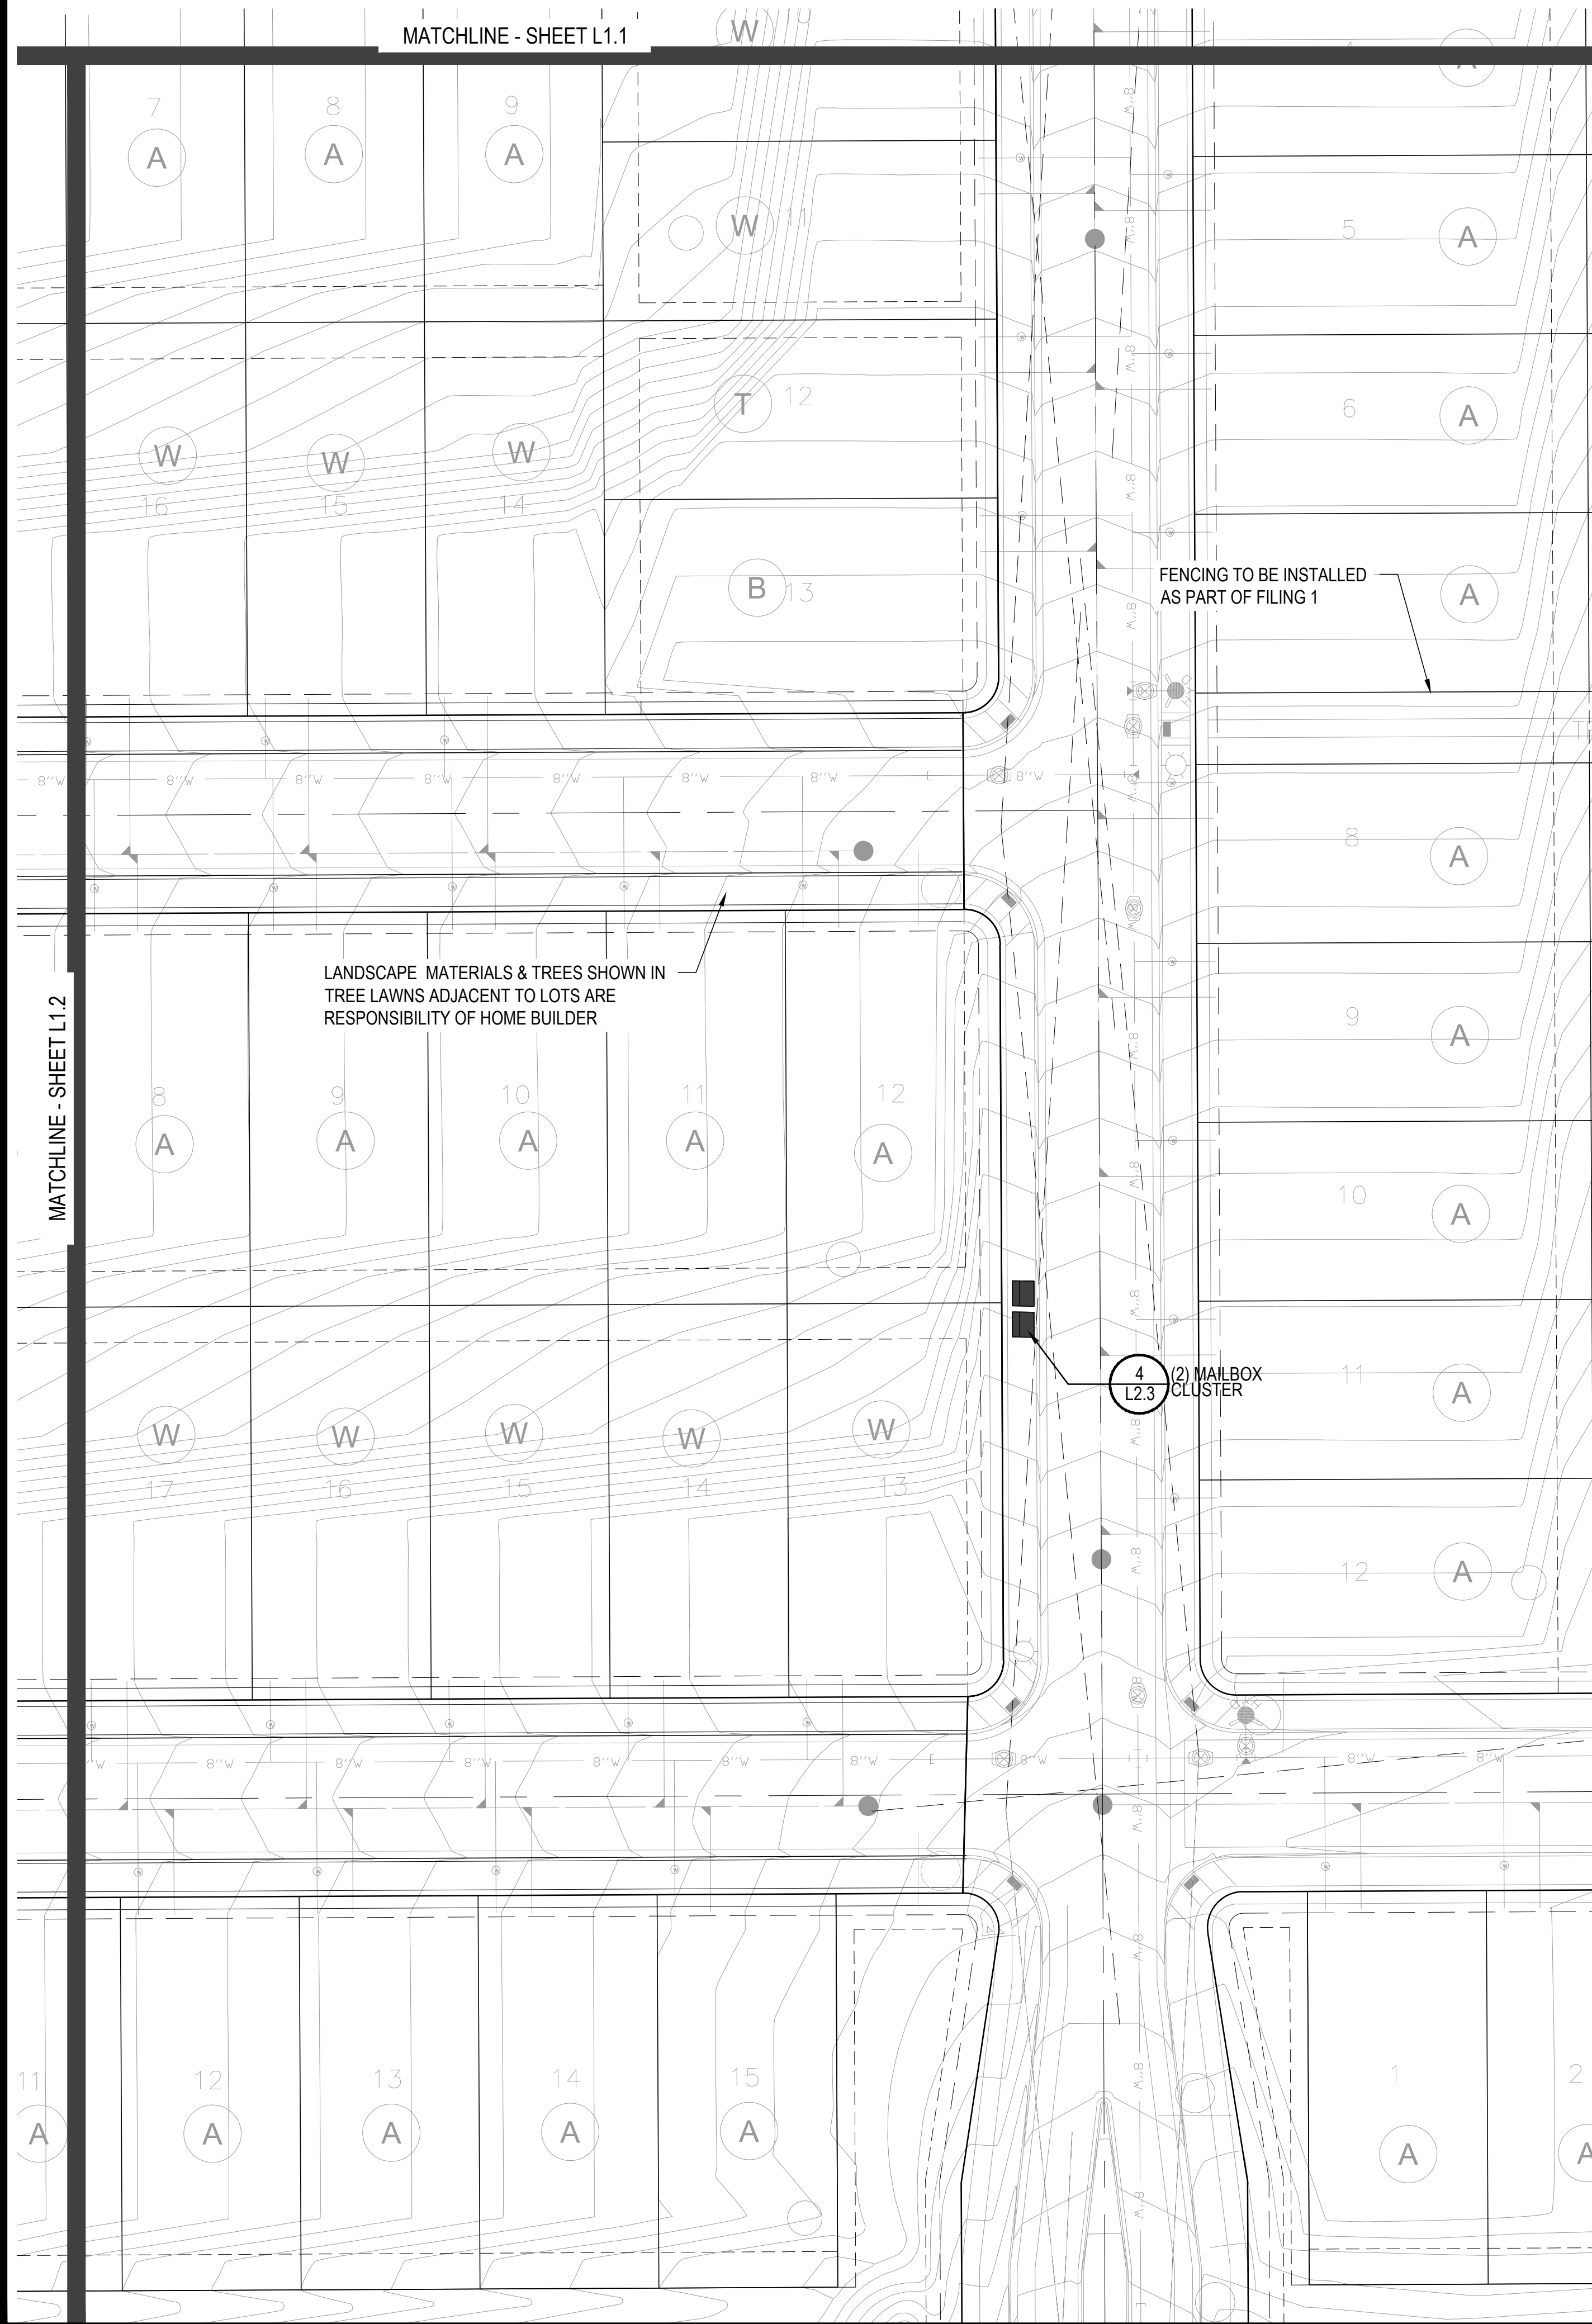 MATCHLINE - SHEET L1.1
W
4
A
7
8
9
A
A
A
W
11
5
A
T
12
6
A
W
W
W
16
15
14
B
13
FENCING TO BE INSTALLED
AS PART OF FILING 1
A
8"W
8"W
8"W
8"W
8"W
8"W
8"W
8"W
8
A
LANDSCAPE MATERIALS & TREES SHOWN IN
TREE LAWNS ADJACENT TO LOTS ARE
RESPONSIBILITY OF HOME BUILDER
MATCHLINE - SHEET L1.2
9
A
8
9
10
11
12
A
A
A
A
A
10
A
4
L2.3
(2) MAILBOX
CLUSTER
11
A
W
W
W
W
W
17
16
15
14
13
12
A
8"W
8"W
8"W
8"W
8"W
8"W
8"W
8"W
8"W
11
12
13
14
15
1
2
A
A
A
A
A
A
A